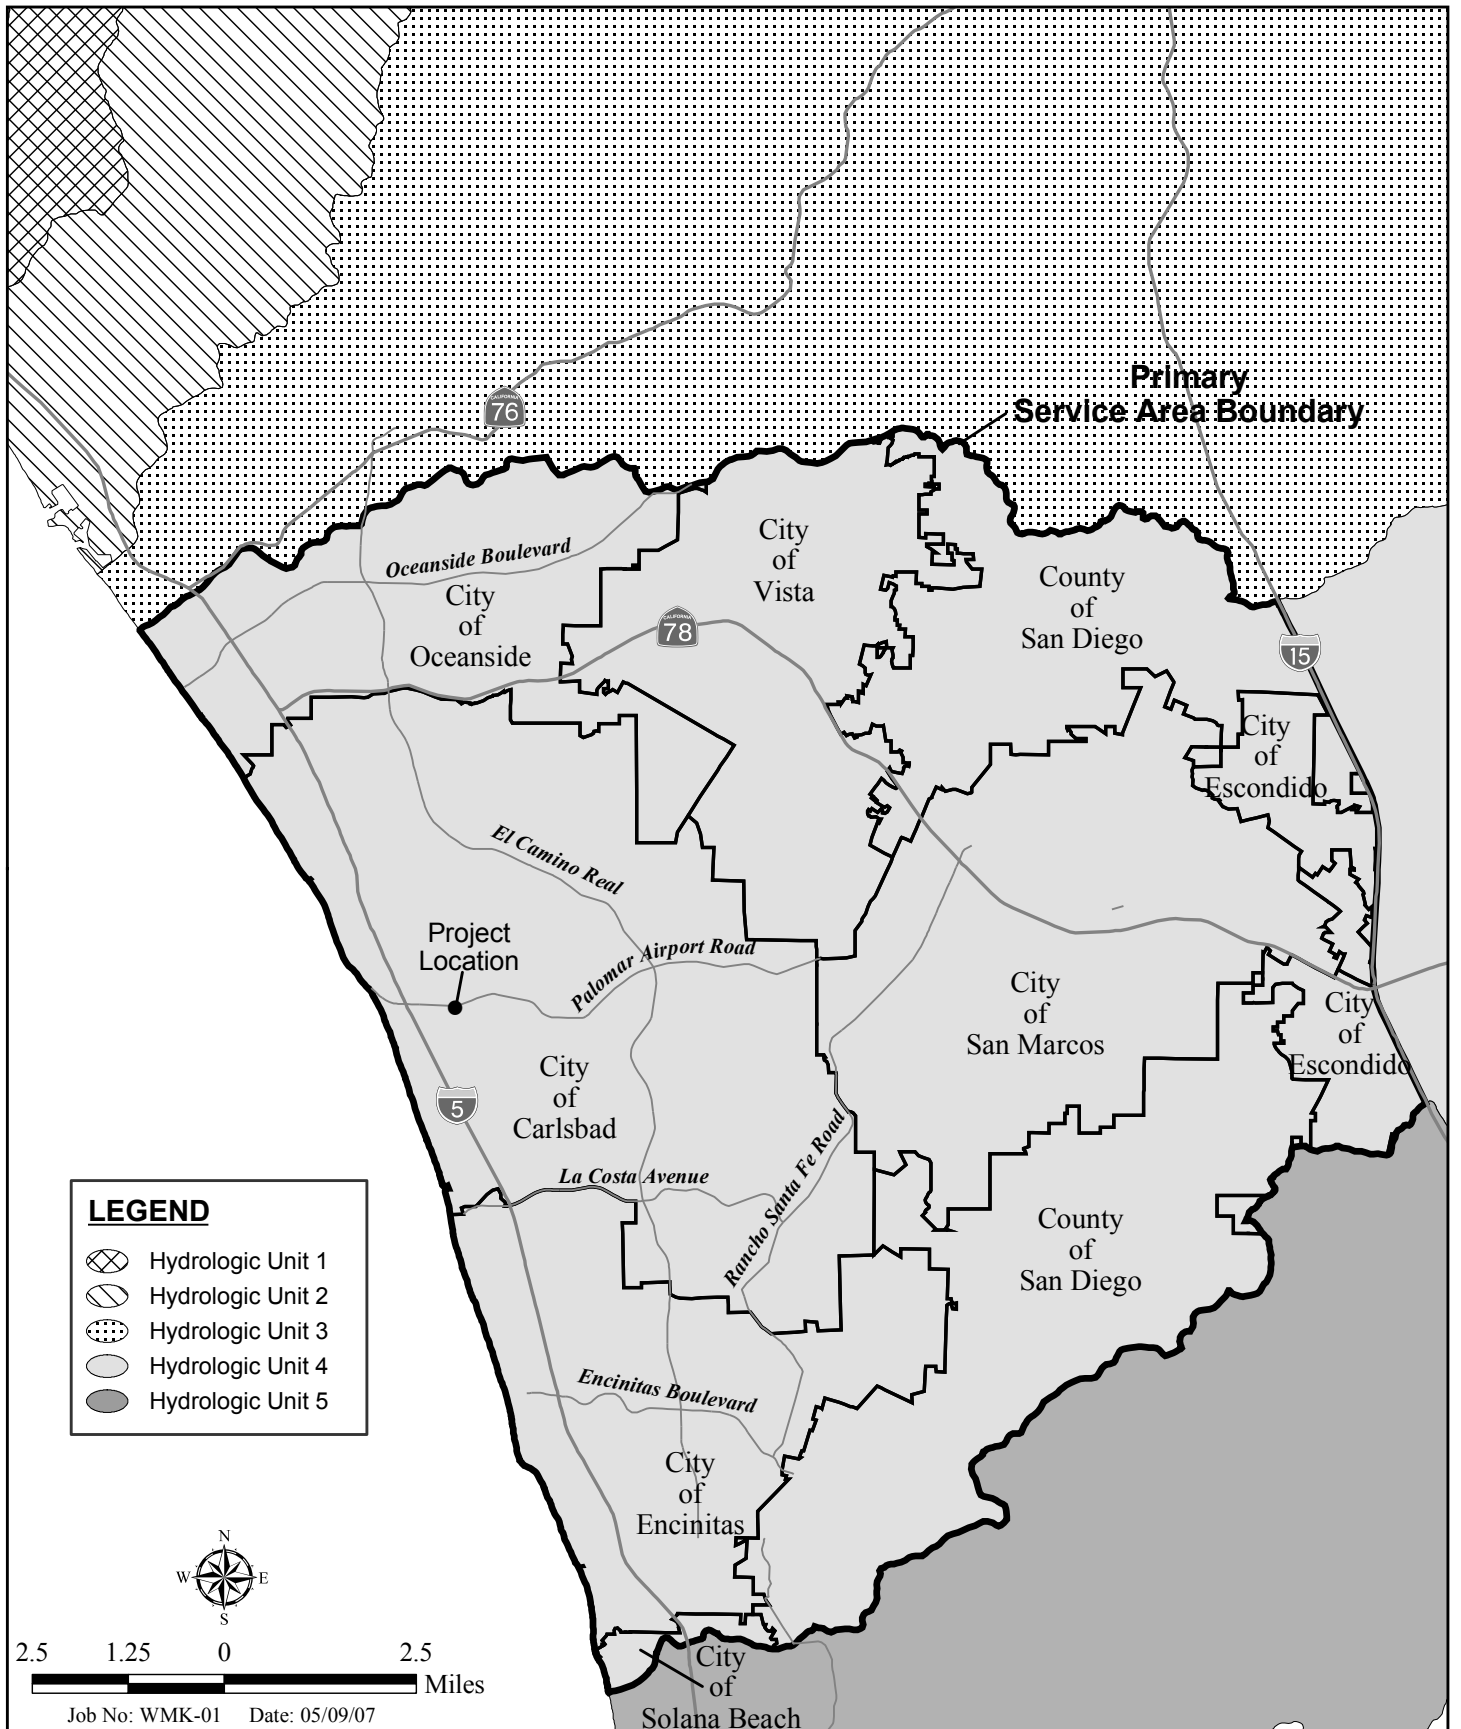 CALIFORNIA
76
Primary
Service Area Boundary
Oceanside Boulevard
City
of
Oceanside
City
of
Vista
CALIFORNIA
78
County
of
San Diego
15
City
of
Escondido
El Camino Real
Project
Location
Palomar Airport Road
City
of
San Marcos
City
of
Escondido
City
of
Carlsbad
5
La Costa Avenue
Rancho Santa Fe Road
County
of
San Diego
LEGEND
Hydrologic Unit 1
Hydrologic Unit 2
Hydrologic Unit 3
Hydrologic Unit 4
Hydrologic Unit 5
Encinitas Boulevard
City
of
Encinitas
N
W E
S
2.5 1.25 0 2.5
Miles
Job No: WMK-01 Date: 05/09/07
City
of
Solana Beach